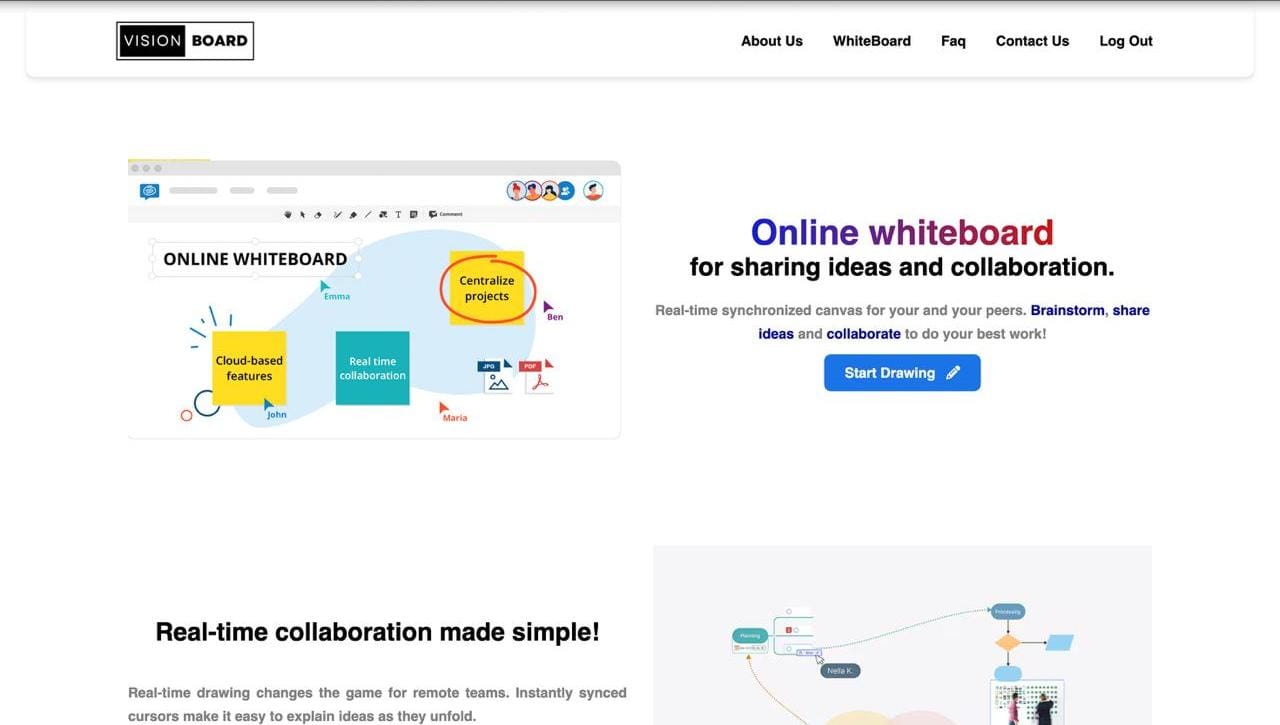 VISION BOARD
About Us WhiteBoard Faq Contact Us Log Out
Comment
ONLINE WHITEBOARD
Emma
Centralize
projects
Ben
Cloud-based
features
John
Real time
collaboration
JPG
PDF
Maria
Online whiteboard
for sharing ideas and collaboration.
Real-time synchronized canvas for your and your peers. Brainstorm, share
ideas and collaborate to do your best work!
Start Drawing
Real-time collaboration made simple!
Real-time drawing changes the game for remote teams. Instantly synced
cursors make it easy to explain ideas as they unfold.
Planning
Processing
Nella K.